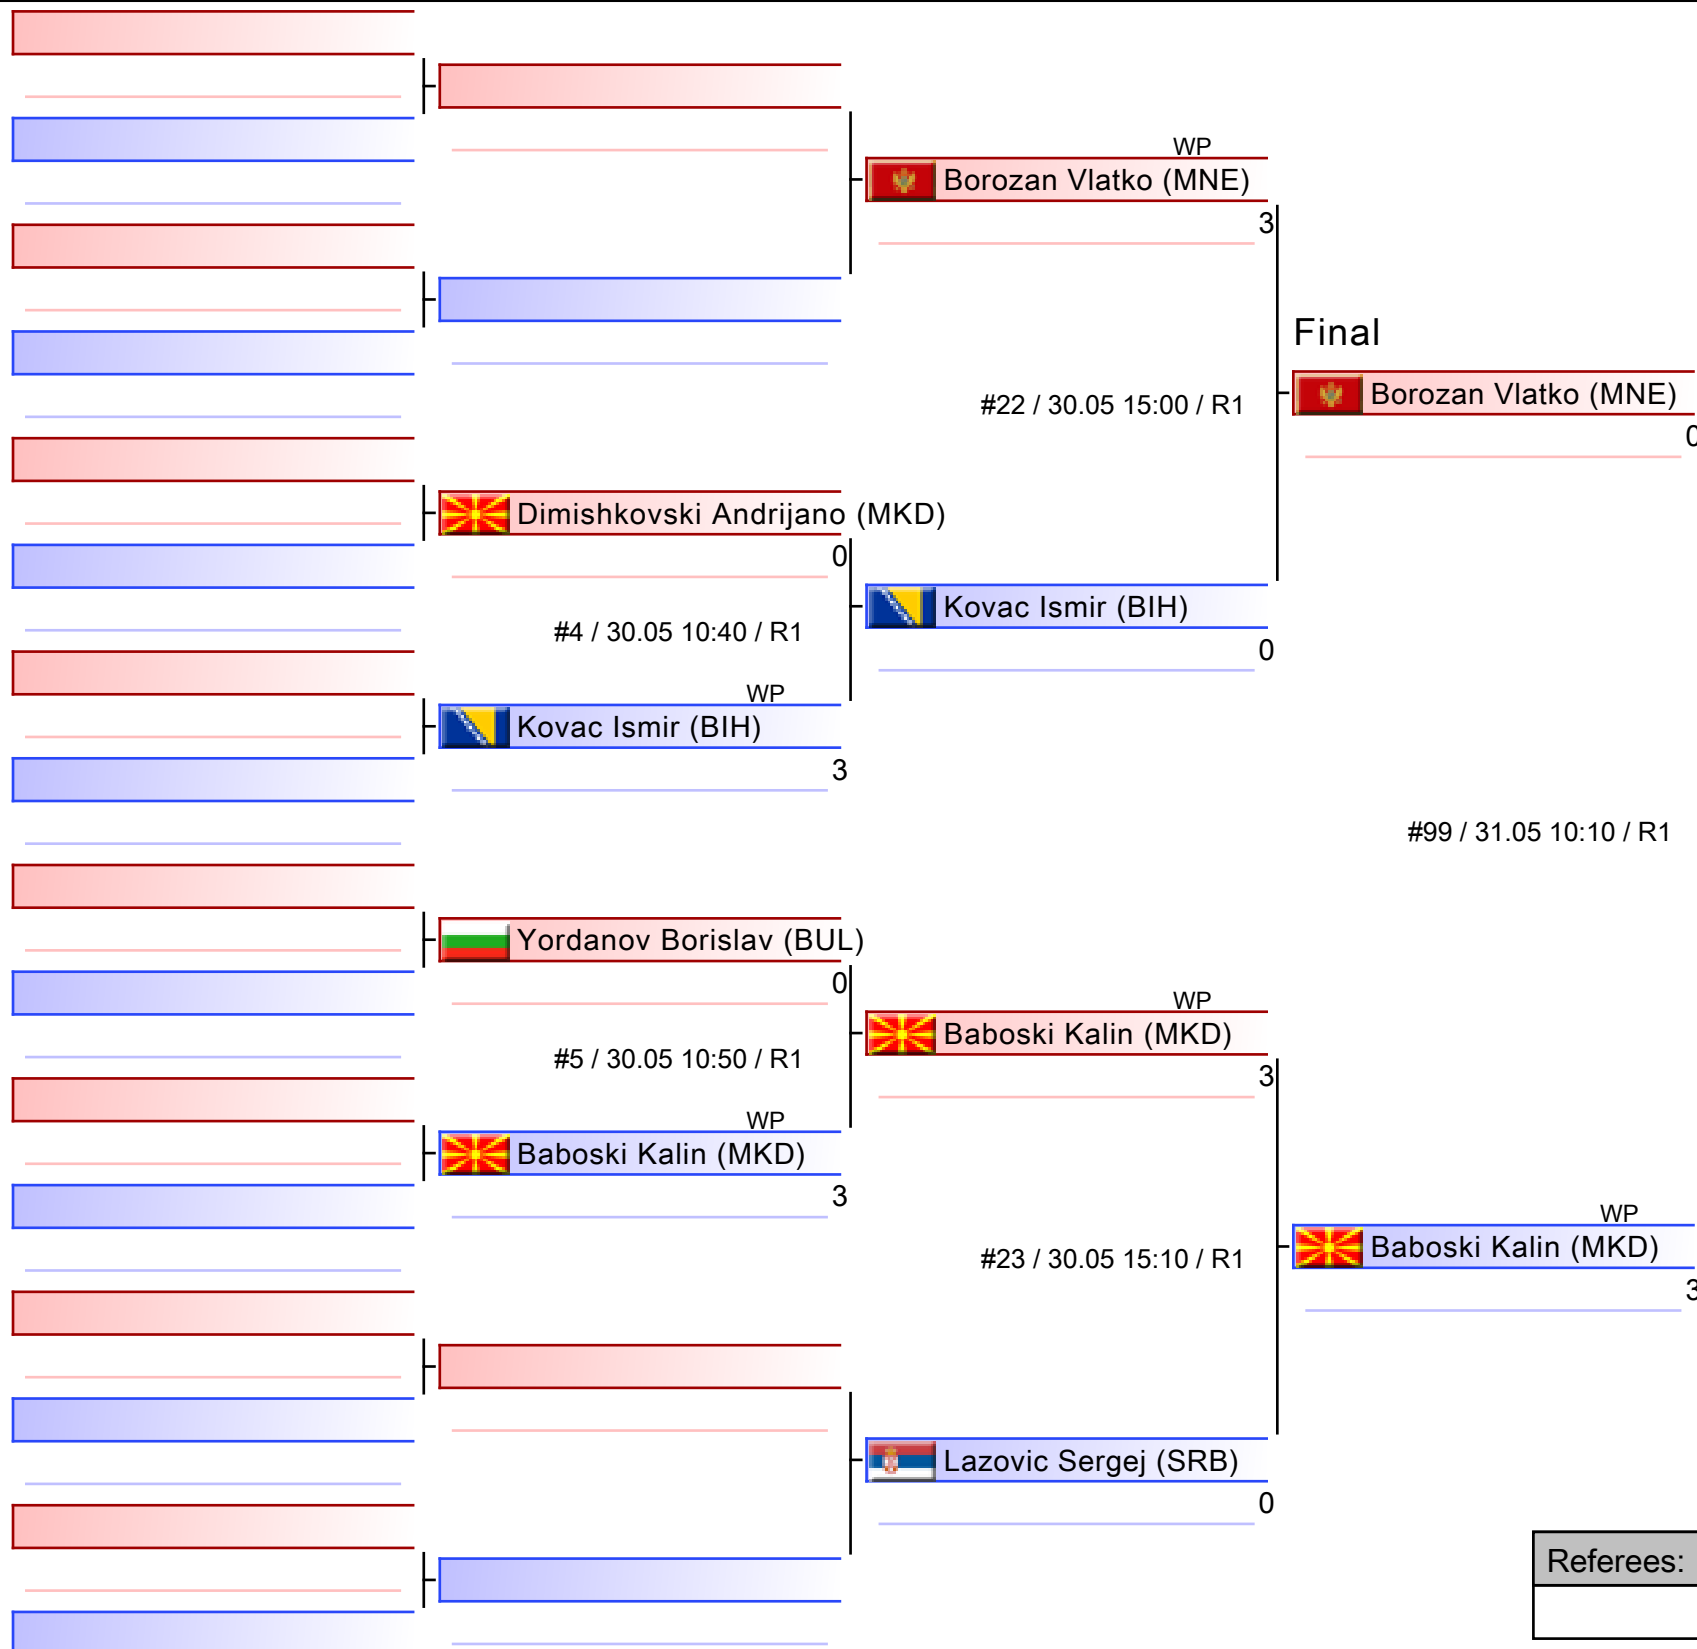 WP
Borozan Vlatko (MNE)
3
Final
#22 / 30.05 15:00 / R1
Borozan Vlatko (MNE)
0
Dimishkovski Andrijano (MKD)
0
Kovac Ismir (BIH)
#4 / 30.05 10:40 / R1
0
WP
Kovac Ismir (BIH)
3
#99 / 31.05 10:10 / R1
Yordanov Borislav (BUL)
0
WP
Baboski Kalin (MKD)
#5 / 30.05 10:50 / R1
3
WP
Baboski Kalin (MKD)
3
WP
#23 / 30.05 15:10 / R1
Baboski Kalin (MKD)
3
Lazovic Sergej (SRB)
0
Referees: